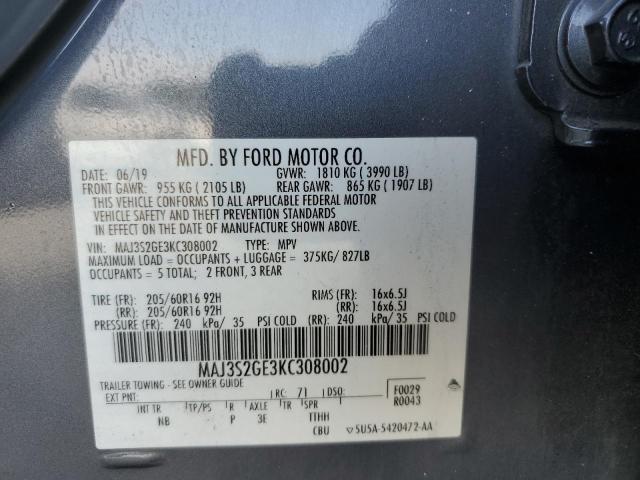 MFD. BY FORD MOTOR CO.
DATE: 06/19 GVWR: 1810 KG (3990 LB)
FRONT GAWR: 955 KG (2105 LB) REAR GAWR: 865 KG (1907 LB)
THIS VEHICLE CONFORMS TO ALL APPLICABLE FEDERAL MOTOR
VEHICLE SAFETY AND THEFT PREVENTION STANDARDS IN EFFECT
ON THE DATE OF MANUFACTURE SHOWN ABOVE.
VIN: MAJ3S2GE3KC308002 TYPE: MPV
MAXIMUM LOAD = OCCUPANTS + LUGGAGE = 375KG/ 827LB
OCCUPANTS = 5 TOTAL; 2 FRONT, 3 REAR
TIRE (FR): 205/60R16 92H RIMS (FR): 16x6.5J
(RR): 205/60R16 92H (RR): 16x6.5J
PRESSURE (FR): 240 kPa/ 35 PSI COLD (RR): 240 kPa/ 35 PSI COLD
MAJ3S2GE3KC308002
TRAILER TOWING - SEE OWNER GUIDE
EXT PNT: RC: 71 DSO: F0029
R0043
INT TR TP/PS R AXLE TR SPR
NB P 3E TTHH
CBU 5U5A-5420472-AA